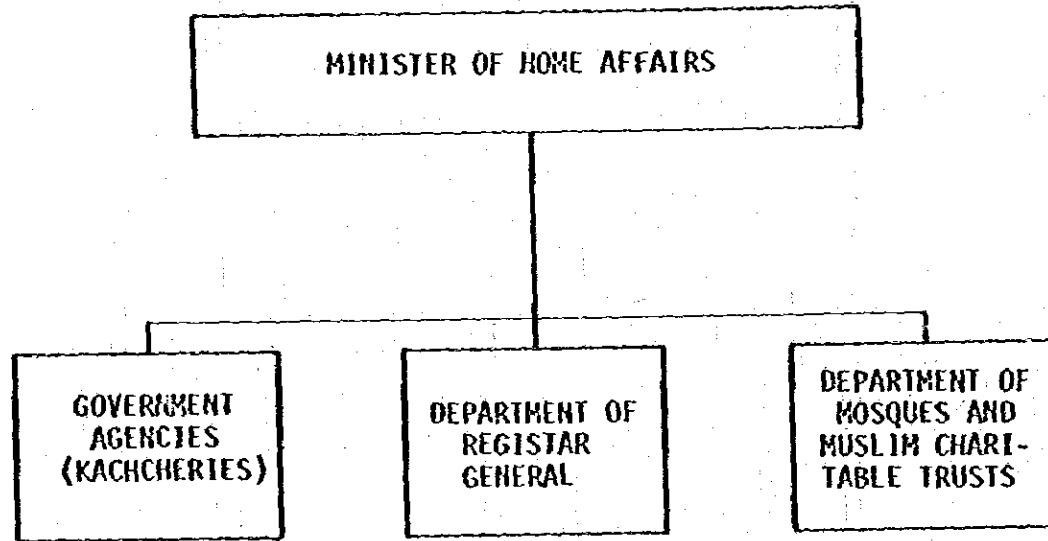 MINISTER OF HOME AFFAIRS
GOVERNMENT
AGENCIES
(KACHCHERIES)
DEPARTMENT OF
REGISTAR
GENERAL
DEPARTMENT OF
MOSQUES AND
MUSLIM CHARI-
TABLE TRUSTS